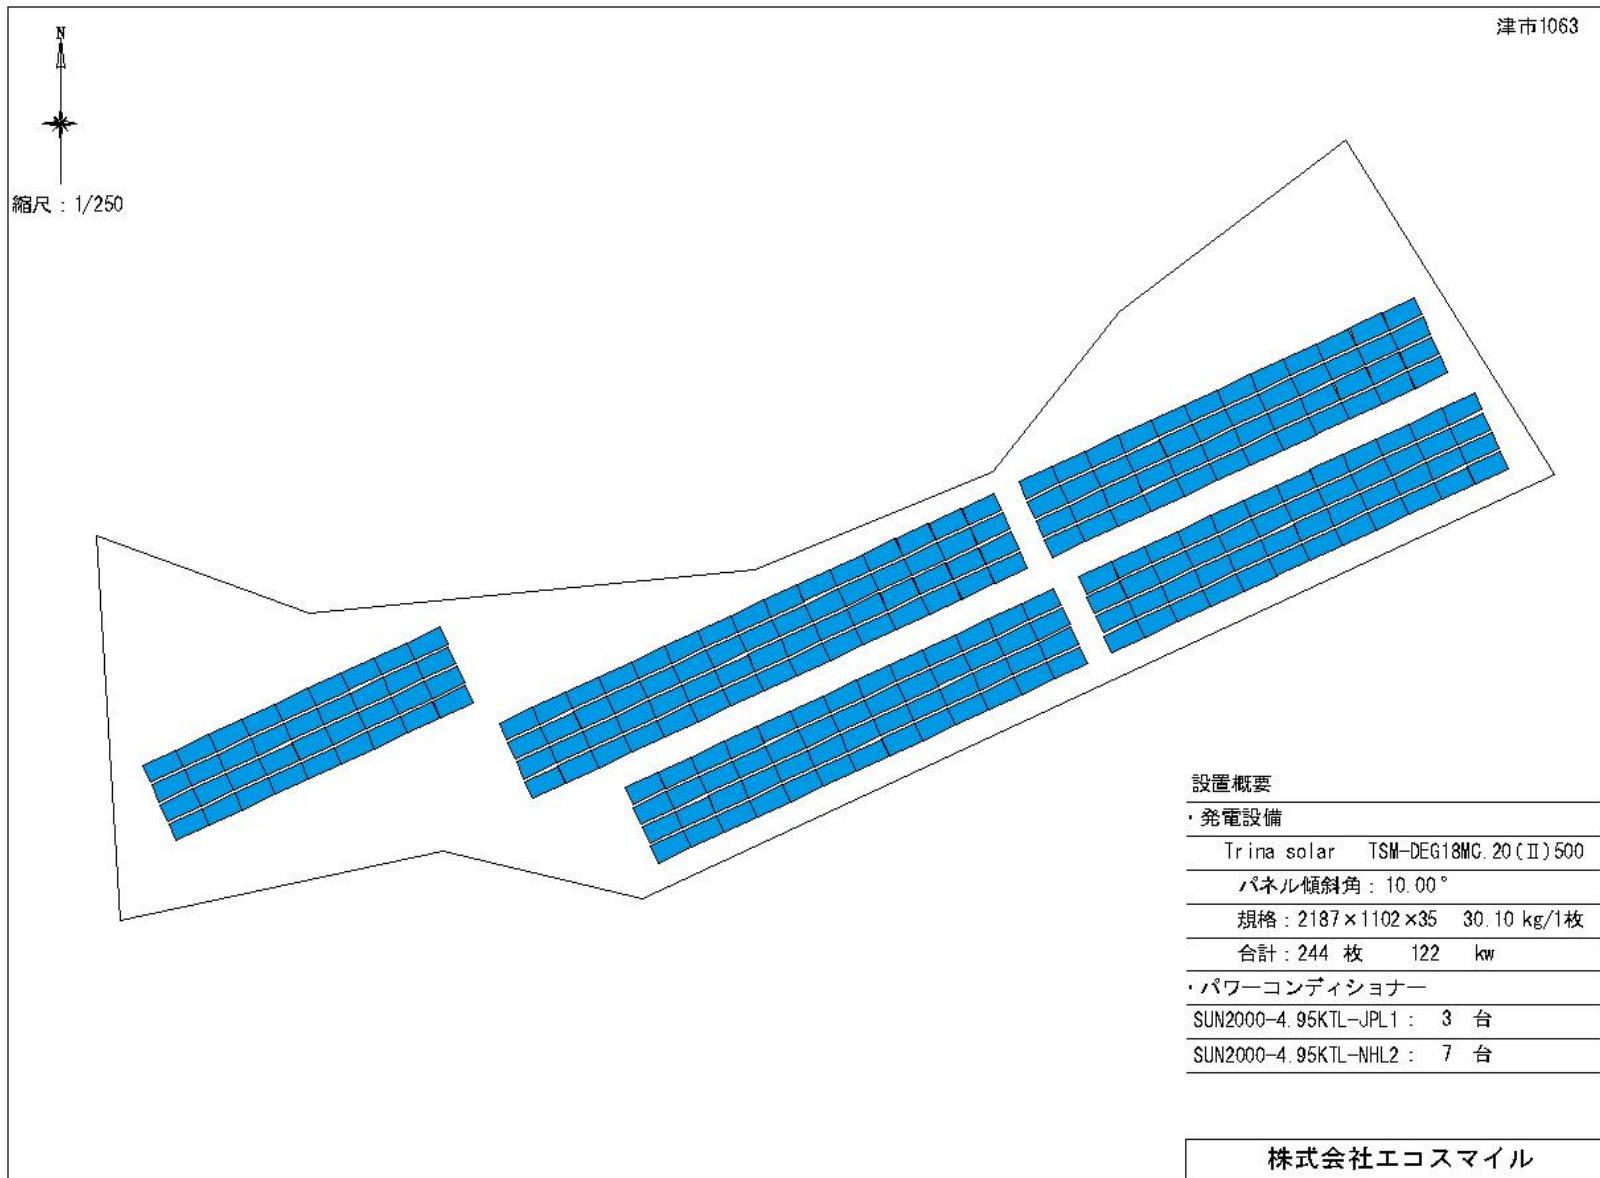 津市1063
N
縮尺：1/250
設置概要
・発電設備
Trina solar TSM-DEG18MC.20(Ⅱ)500
パネル傾斜角：10.00°
規格：2187×1102×35 30.10 kg/1枚
合計：244 枚 122 kw
・パワーコンディショナー
SUN2000-4.95KTL-JPL1： 3 台
SUN2000-4.95KTL-NHL2： 7 台
株式会社エコスマイル